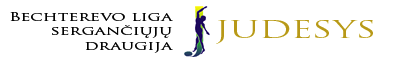 Bechterevo liga
sergančiųjų
draugija
JUDESYS